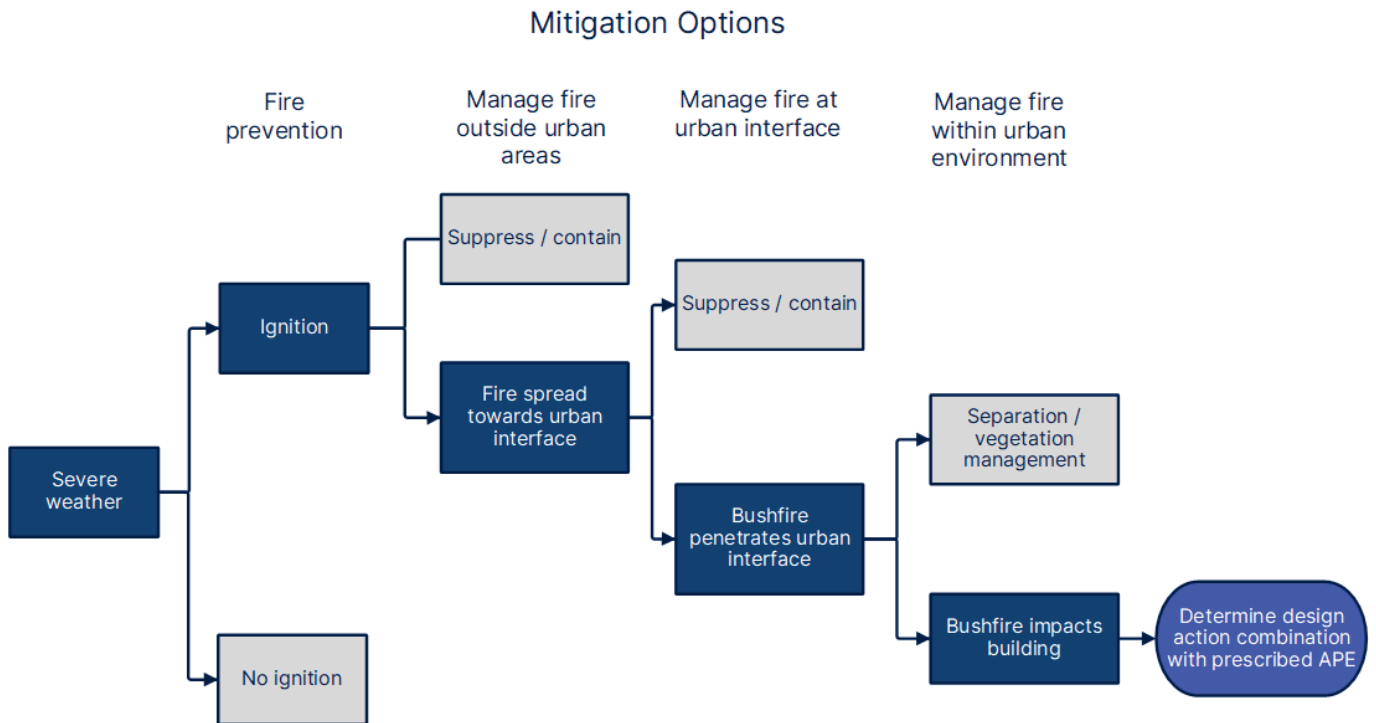 Mitigation Options
Fire
prevention
Manage fire
outside urban
areas
Manage fire at
urban interface
Manage fire
within urban
environment
Suppress / contain
Suppress / contain
Ignition
Fire spread
towards urban
interface
Separation /
vegetation
management
Severe
weather
Bushfire
penetrates urban
interface
Bushfire impacts
building
Determine design
action combination
with prescribed APE
No ignition